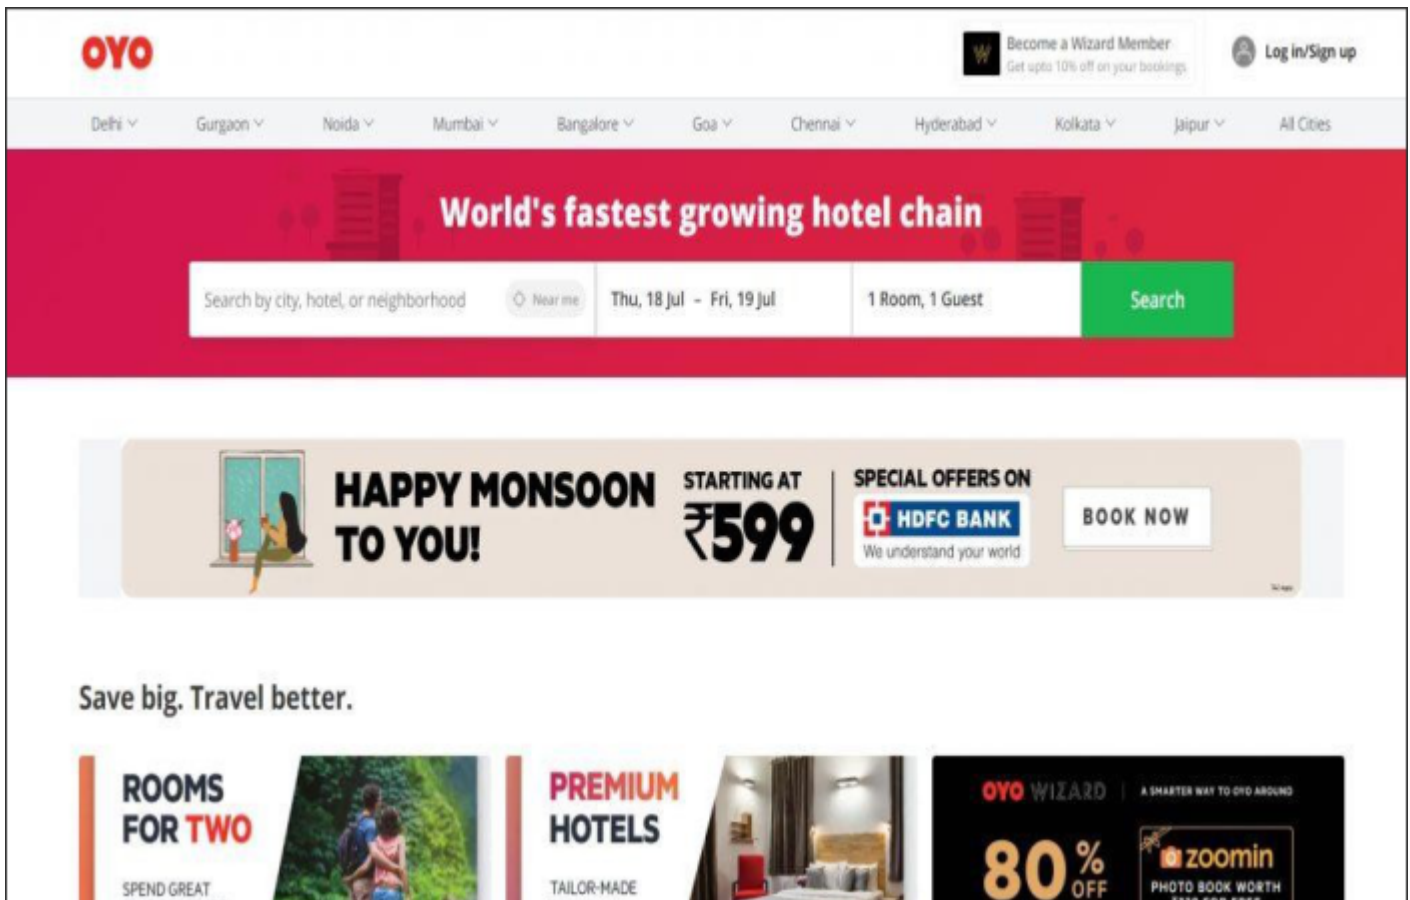 OYO
Become a Wizard Member
Get upto 10% off on your bookings
Log in/Sign up
Delhi
Gurgaon
Noida
Mumbai
Bangalore
Goa
Chennai
Hyderabad
Kolkata
Jaipur
All Cities
World's fastest growing hotel chain
Search by city, hotel, or neighborhood
Near me
Thu, 18 Jul – Fri, 19 Jul
1 Room, 1 Guest
Search
HAPPY MONSOON
TO YOU!
STARTING AT
₹599
SPECIAL OFFERS ON
HDFC BANK
We understand your world
BOOK NOW
Save big. Travel better.
ROOMS
FOR TWO
SPEND GREAT
PREMIUM
HOTELS
TAILOR-MADE
OYO WIZARD
A SMARTER WAY TO OYO AROUND
80% OFF
zoomin
PHOTO BOOK WORTH